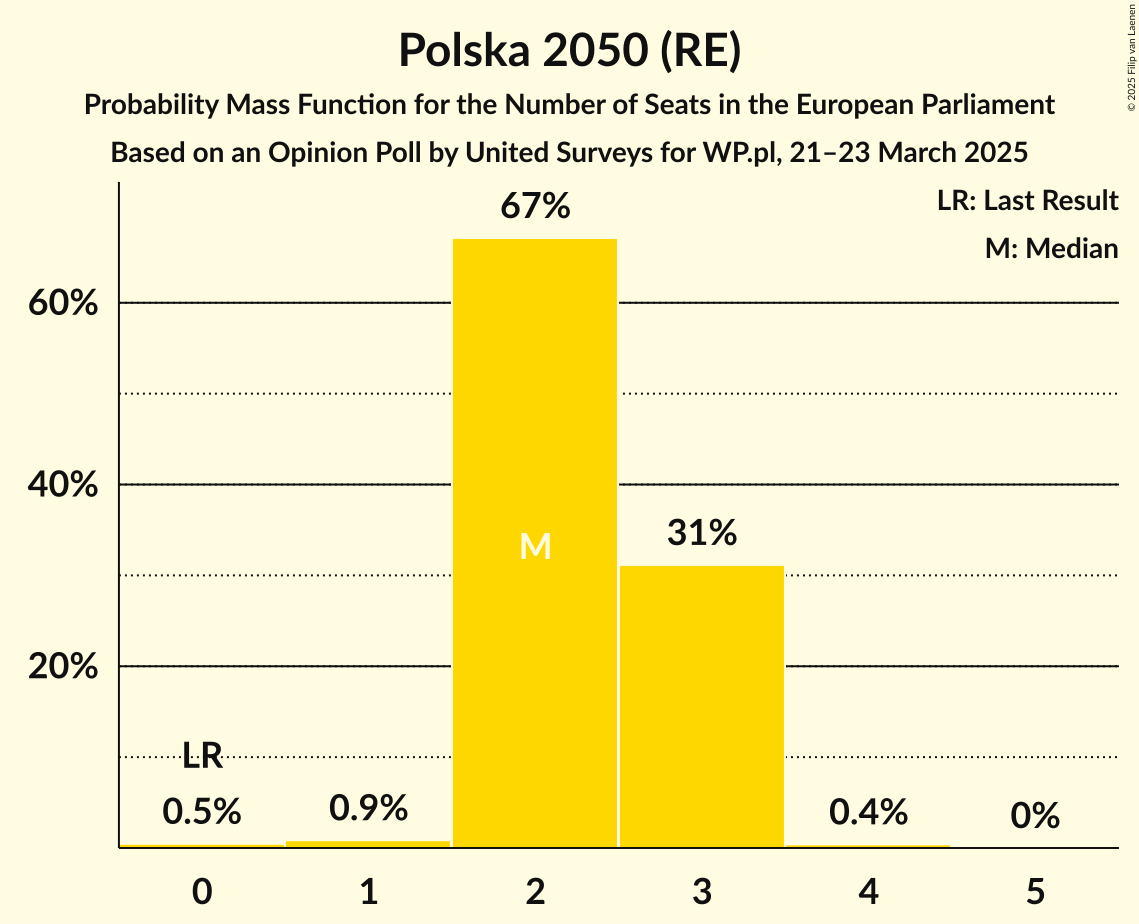 Polska 2050 (RE)
Probability Mass Function for the Number of Seats in the European Parliament
Based on an Opinion Poll by United Surveys for WP.pl, 21–23 March 2025
© 2025 Filip van Laenen
LR: Last Result
M: Median
67%
60%
40%
31%
M
20%
LR
0.5%
0.9%
0.4%
0%
0
1
2
3
4
5